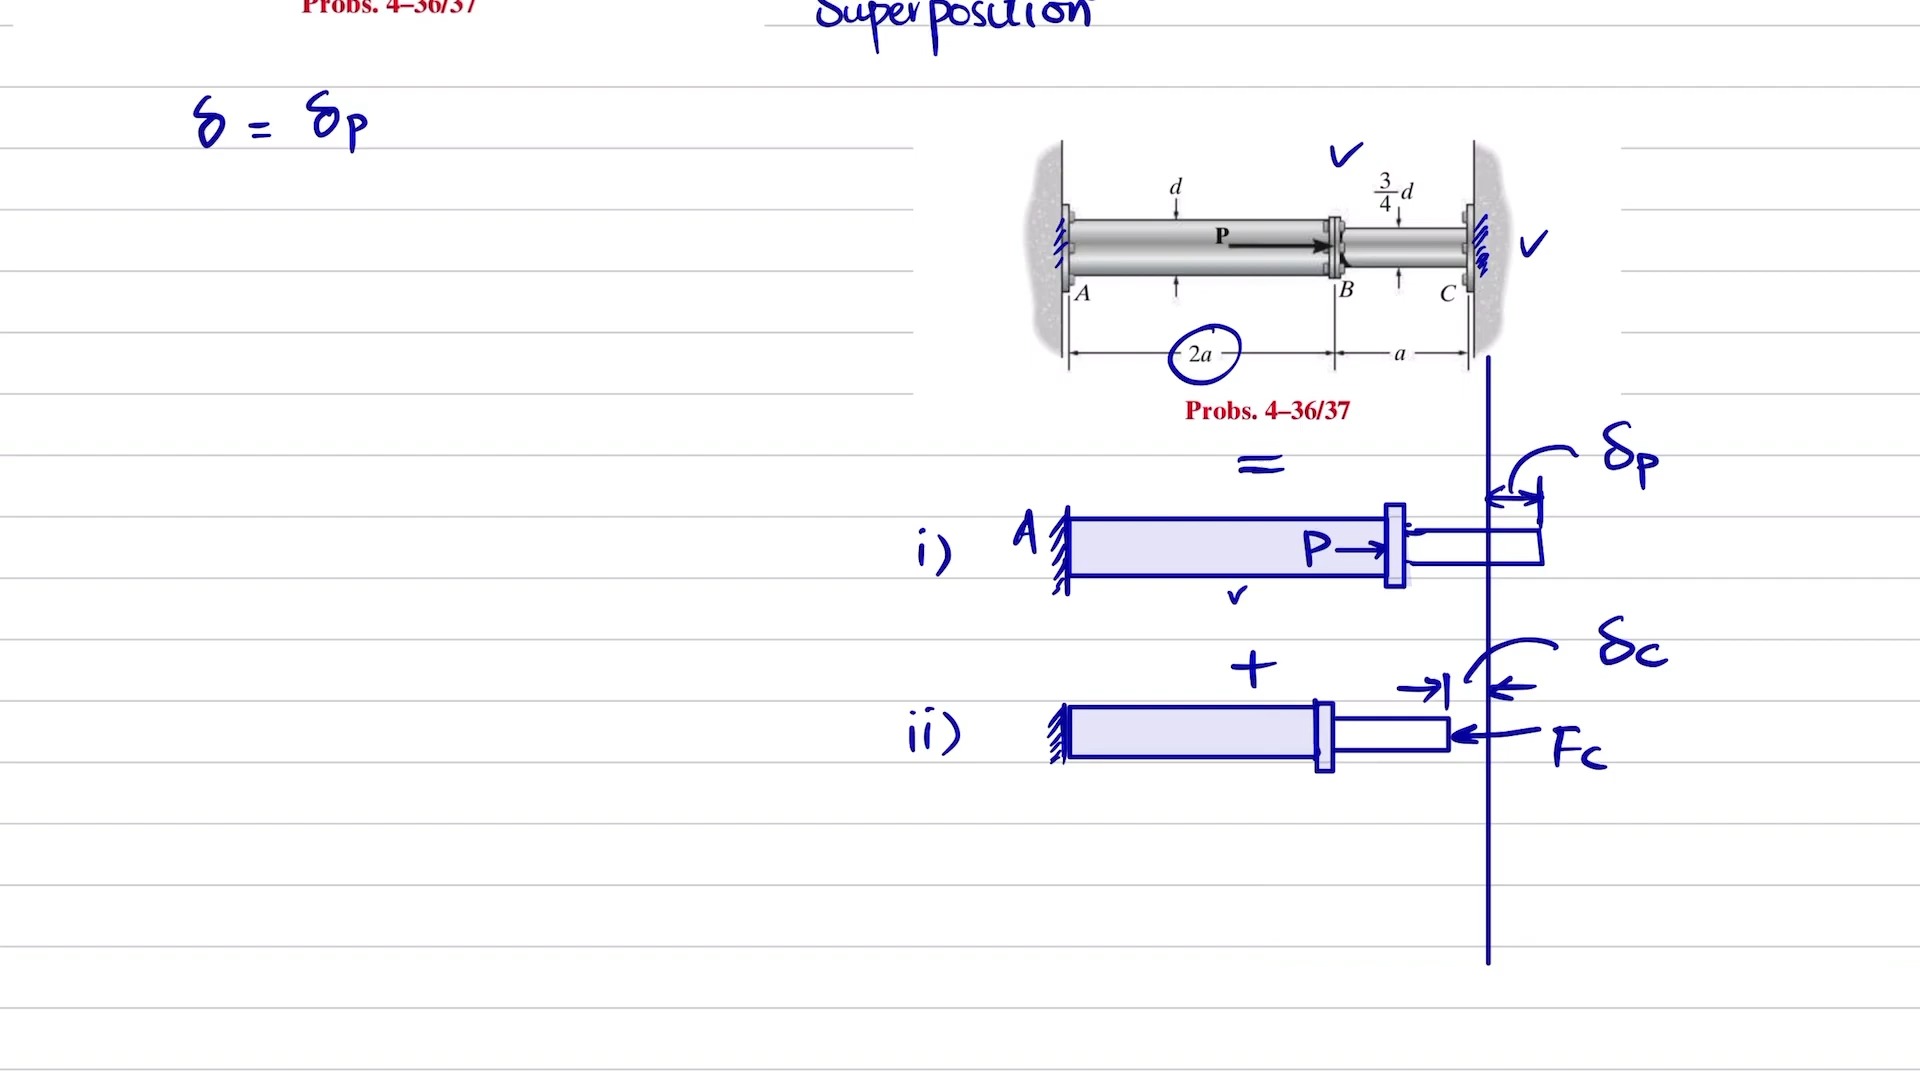 Probs. 4–36/37
Superposition
δ = δp
d
3/4 d
P
A
B
C
2a
a
Probs. 4–36/37
=
δp
i)
A
P
+
δc
ii)
Fc